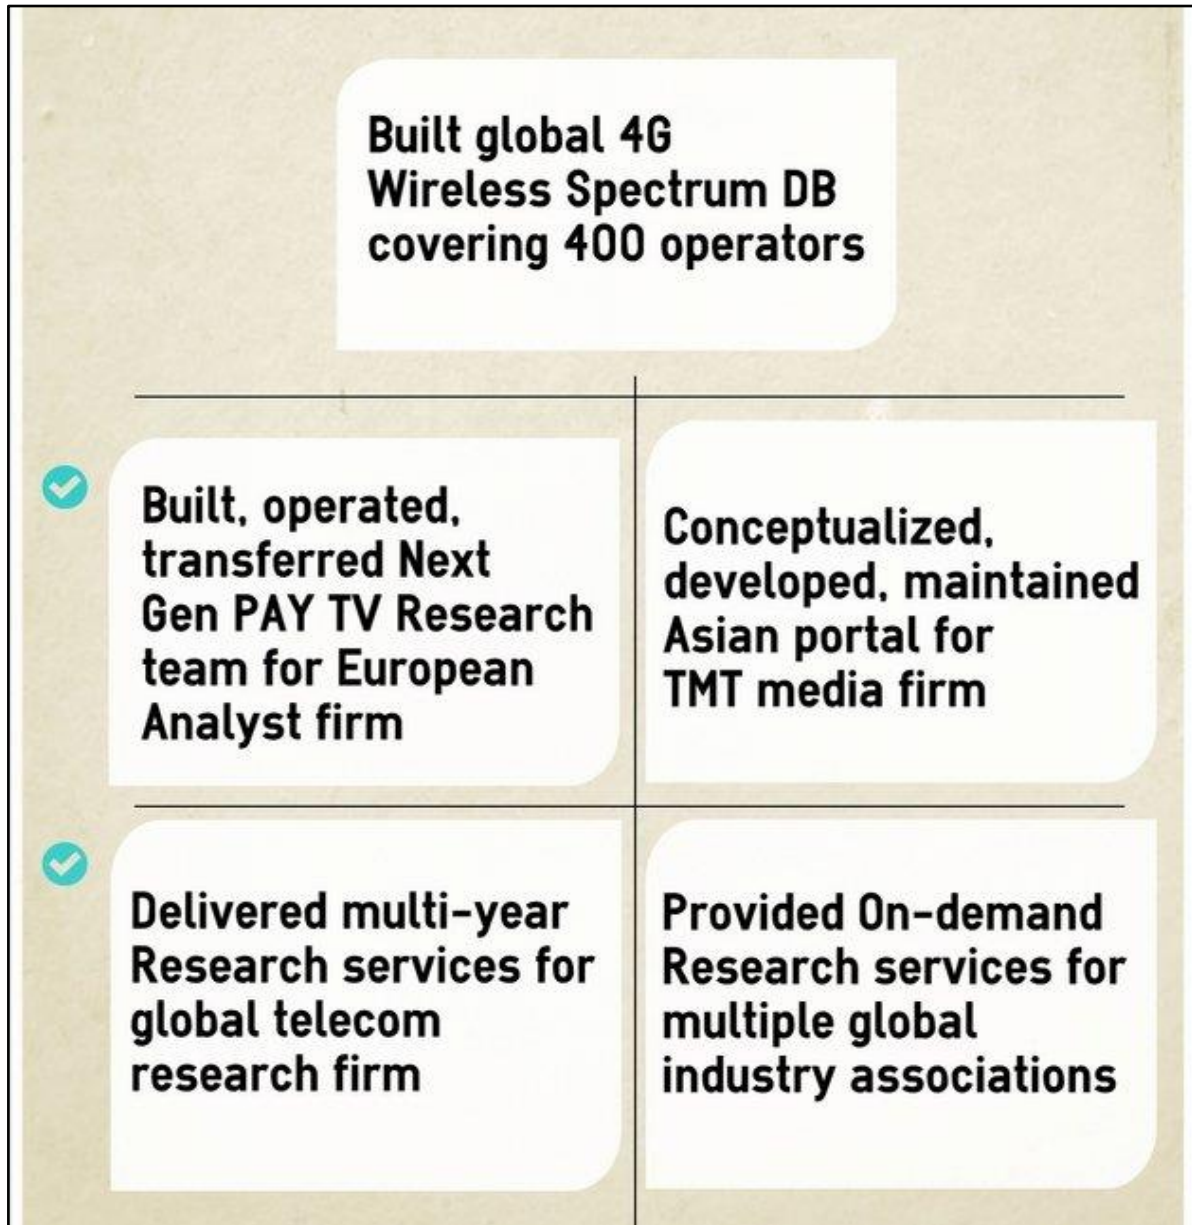 Built global 4G
Wireless Spectrum DB
covering 400 operators
Built, operated,
transferred Next
Gen PAY TV Research
team for European
Analyst firm
Conceptualized,
developed, maintained
Asian portal for
TMT media firm
Delivered multi-year
Research services for
global telecom
research firm
Provided On-demand
Research services for
multiple global
industry associations